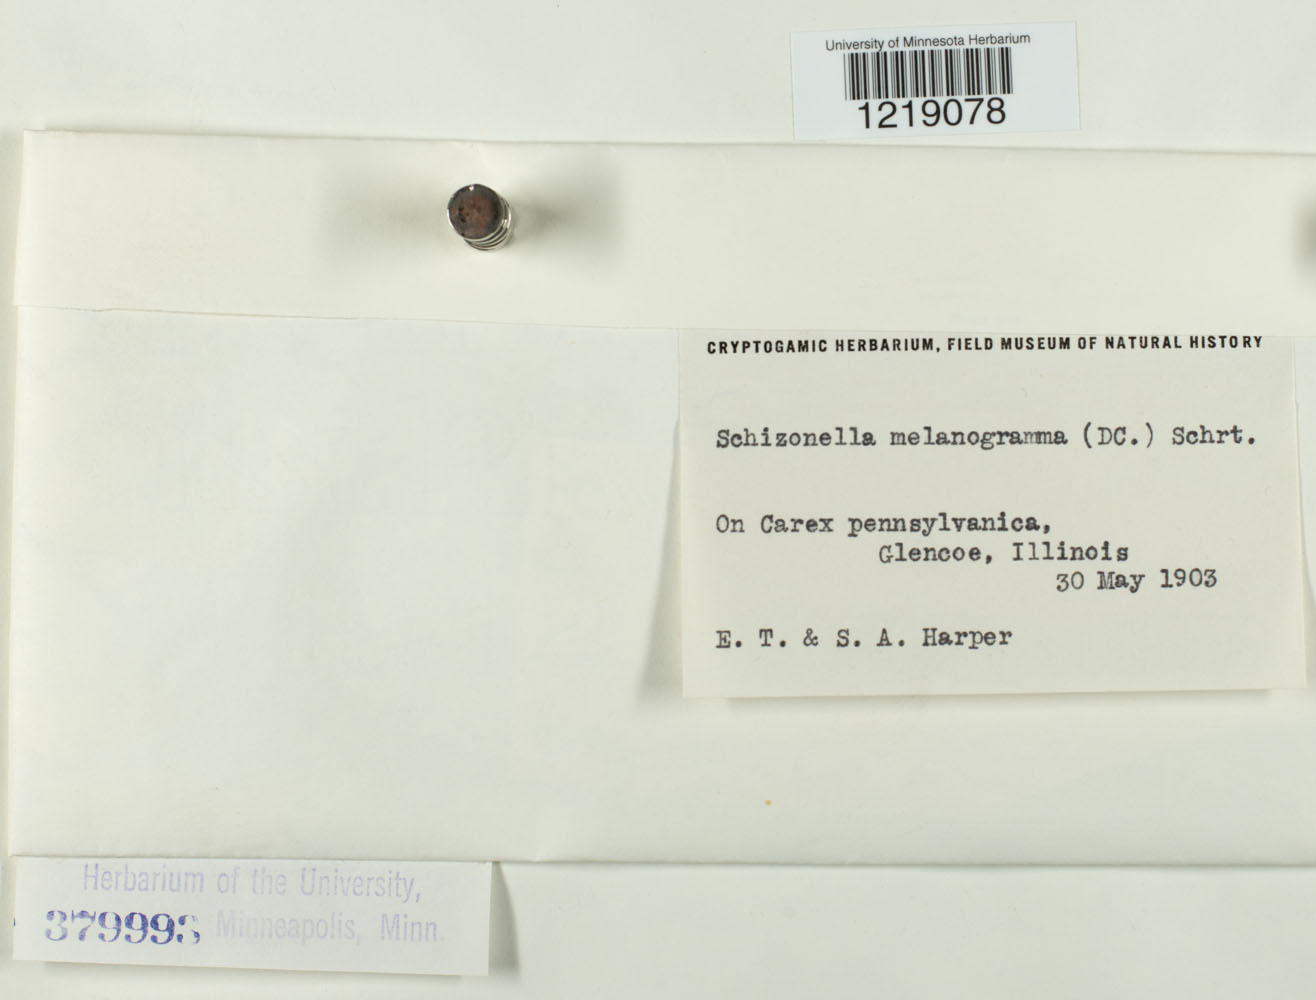 University of Minnesota Herbarium
1219078
CRYPTOGAMIC HERBARIUM, FIELD MUSEUM OF NATURAL HISTORY
Schizonella melanogramma (DC.) Schrt.
On Carex pennsylvanica,
Glencoe, Illinois
30 May 1903
E. T. & S. A. Harper
Herbarium of the University,
Minneapolis, Minn.